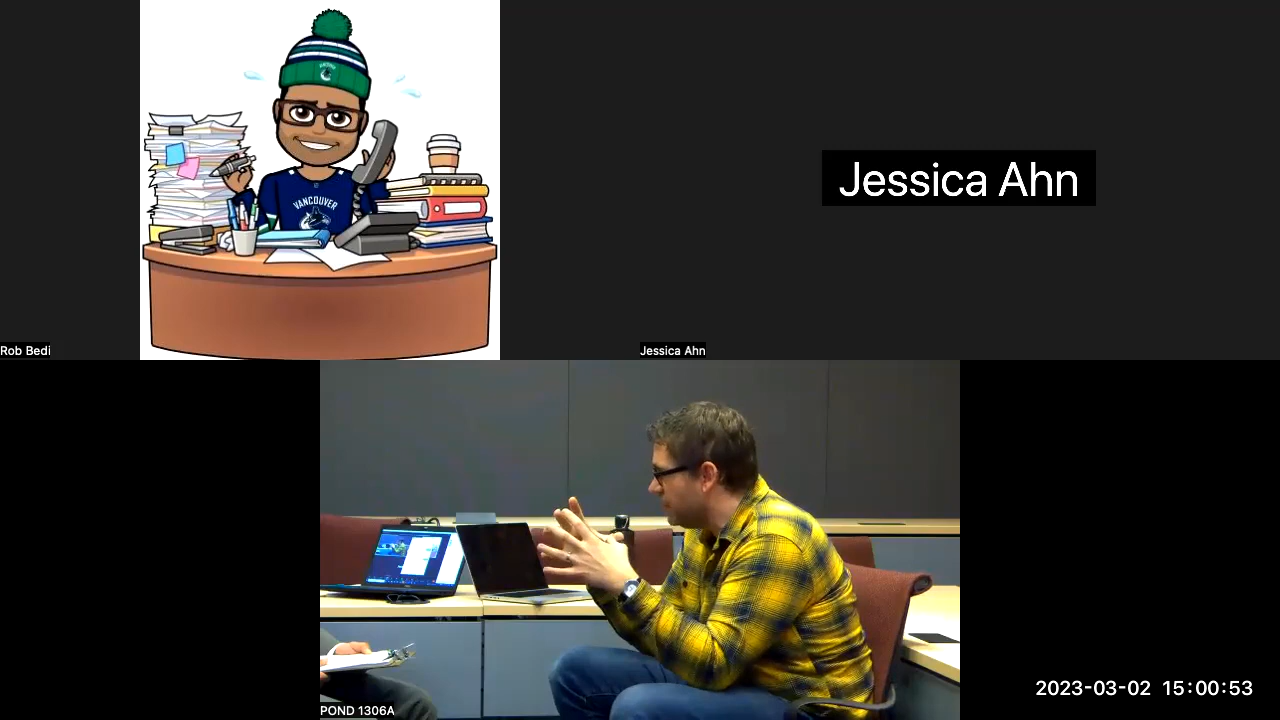 VANCOUVER
Jessica Ahn
Rob Bedi
Jessica Ahn
POND 1306A
2023-03-02 15:00:53